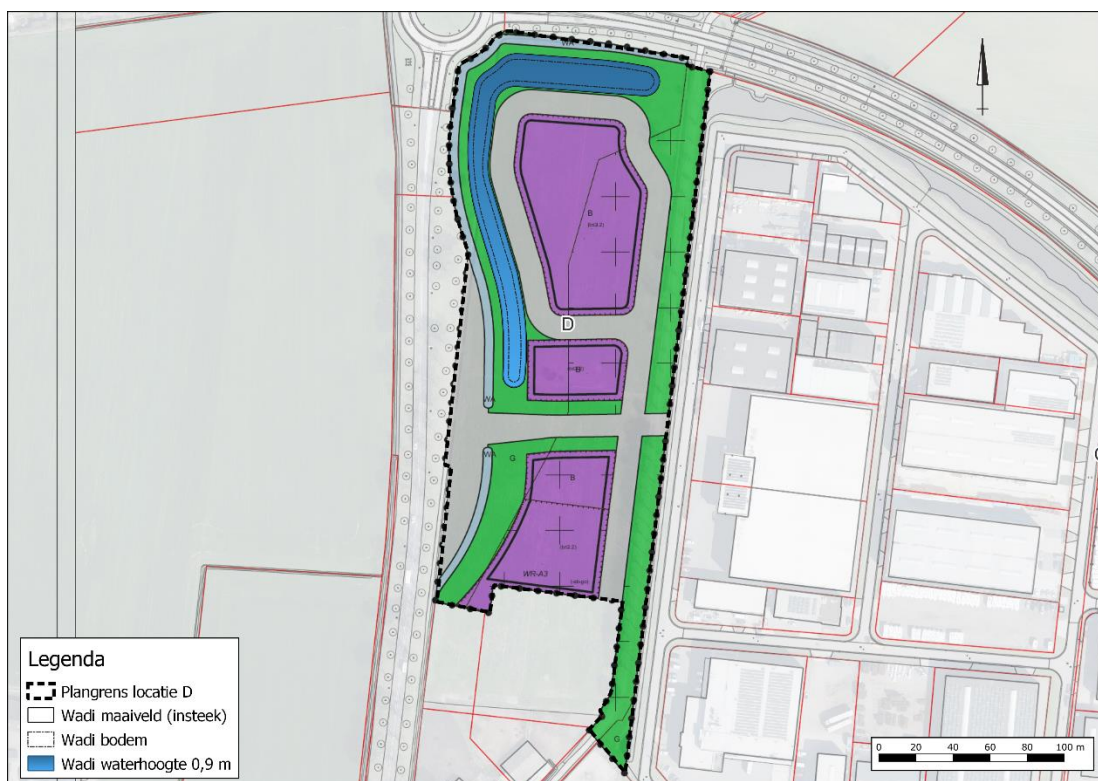 WA
B
D
B
WA
WA
G
B
WR-A3
G
Legenda
Plangrens locatie D
Wadi maaiveld (insteek)
Wadi bodem
Wadi waterhoogte 0,9 m
0 20 40 60 80 100 m